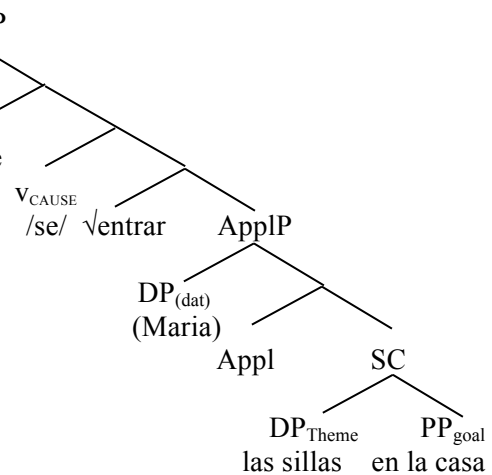 P
e
v_CAUSE
/se/ √entrar ApplP
DP_(dat)
(Maria)
Appl SC
DP_Theme PP_goal
las sillas en la casa